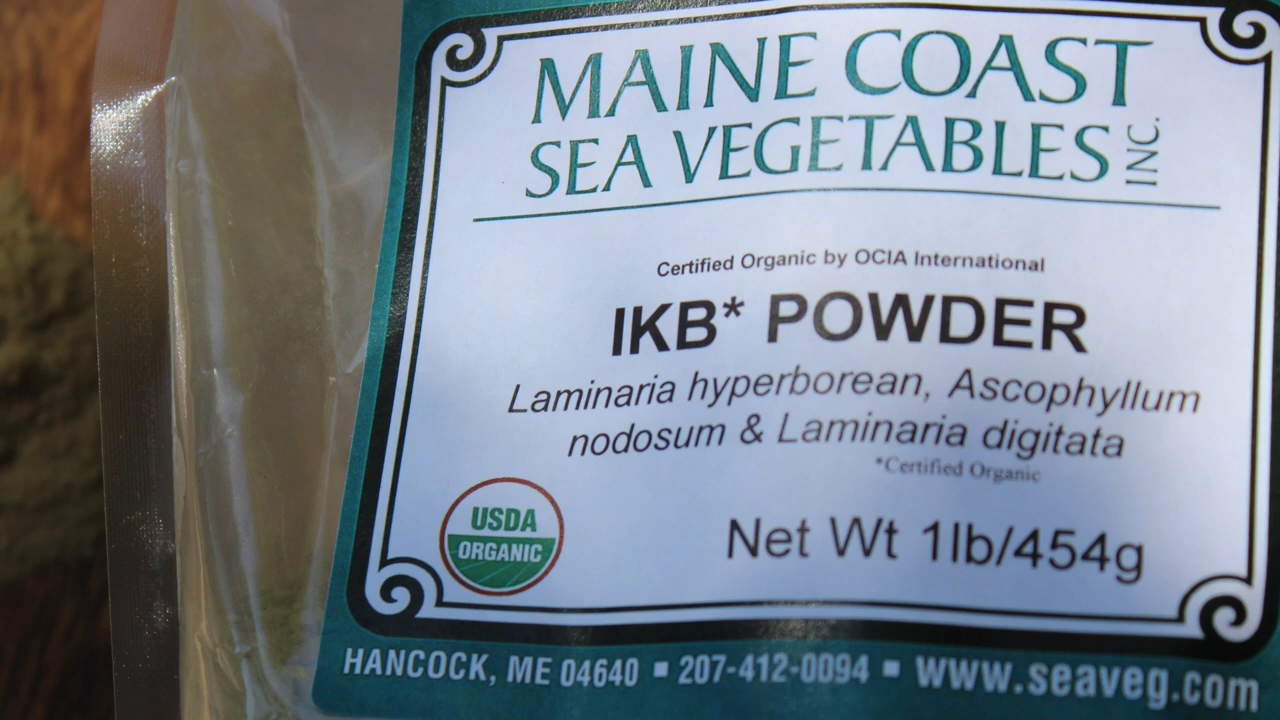 MAINE COAST
SEA VEGETABLES INC.
Certified Organic by OCIA International
IKB* POWDER
Laminaria hyperborean, Ascophyllum
nodosum & Laminaria digitata
*Certified Organic
USDA
ORGANIC
Net Wt 1lb/454g
HANCOCK, ME 04640 ▪ 207-412-0094 ▪ www.seaveg.com